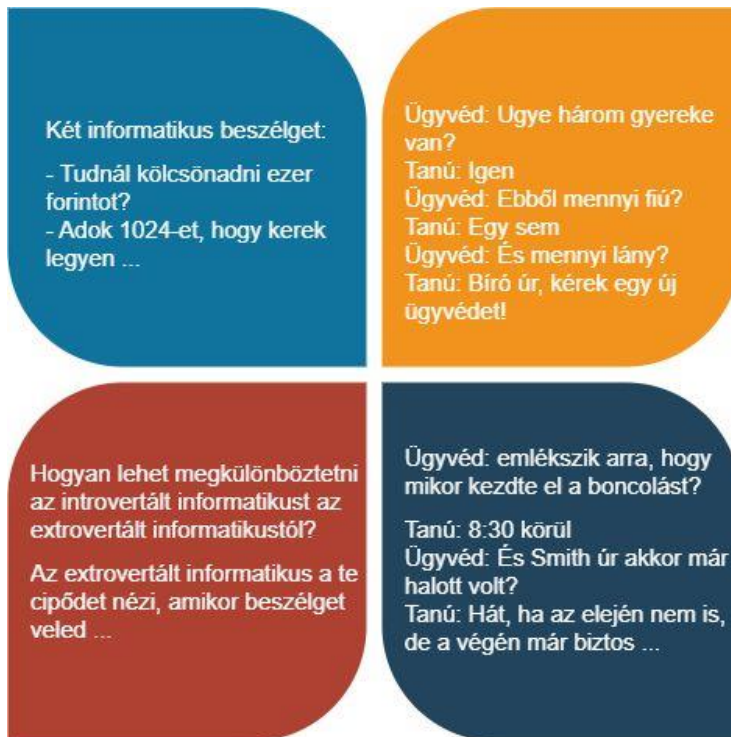 Két informatikus beszélget:
- Tudnál kölcsönadni ezer
forintot?
- Adok 1024-et, hogy kerek
legyen ...
Ügyvéd: Ugye három gyereke
van?
Tanú: Igen
Ügyvéd: Ebből mennyi fiú?
Tanú: Egy sem
Ügyvéd: És mennyi lány?
Tanú: Bíró úr, kérek egy új
ügyvédet!
Hogyan lehet megkülönböztetni
az introvertált informatikust az
extrovertált informatikustól?
Az extrovertált informatikus a te
cipődet nézi, amikor beszélget
veled ...
Ügyvéd: emlékszik arra, hogy
mikor kezdte el a boncolást?
Tanú: 8:30 körül
Ügyvéd: És Smith úr akkor már
halott volt?
Tanú: Hát, ha az elején nem is,
de a végén már biztos ...